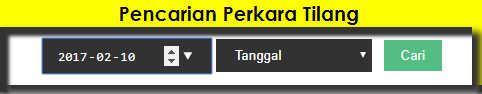 Pencarian Perkara Tilang
2017-02-10 Tanggal Cari